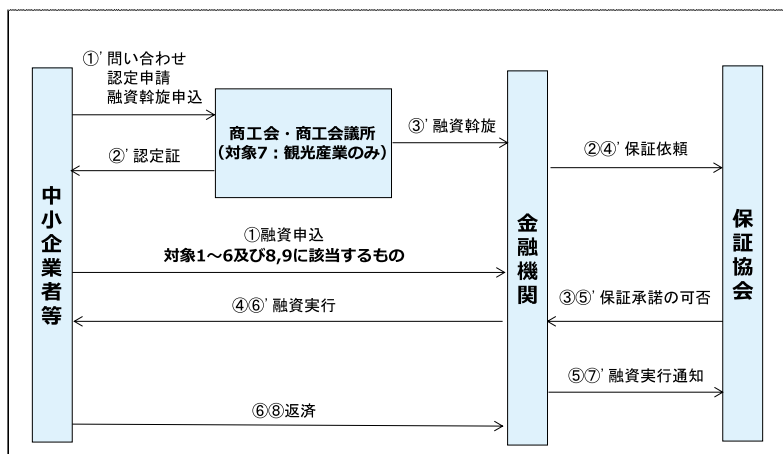 ①’ 問い合わせ
認定申請
融資斡旋申込
商工会・商工会議所
（対象7：観光産業のみ）
③’ 融資斡旋
②’ 認定証
②④’ 保証依頼
中小企業者等
金融機関
保証協会
①融資申込
対象1～6及び8,9に該当するもの
③⑤’ 保証承諾の可否
④⑥’ 融資実行
⑤⑦’ 融資実行通知
⑥⑧返済